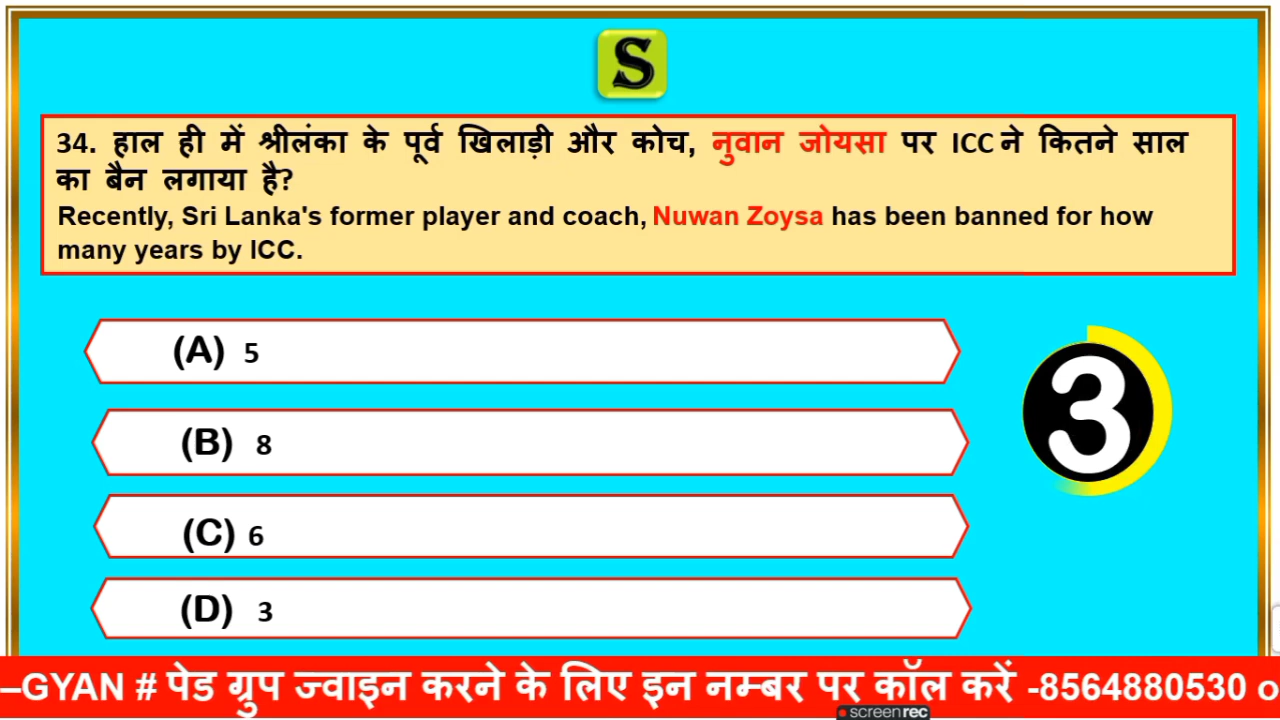 S
34. हाल ही में श्रीलंका के पूर्व खिलाड़ी और कोच, नुवान जोयसा पर ICC ने कितने साल
का बैन लगाया है?
Recently, Sri Lanka's former player and coach, Nuwan Zoysa has been banned for how
many years by ICC.
(A) 5
(B) 8
3
(C) 6
(D) 3
–GYAN # पेड ग्रुप ज्वाइन करने के लिए इन नम्बर पर कॉल करें -8564880530 o
screenrec